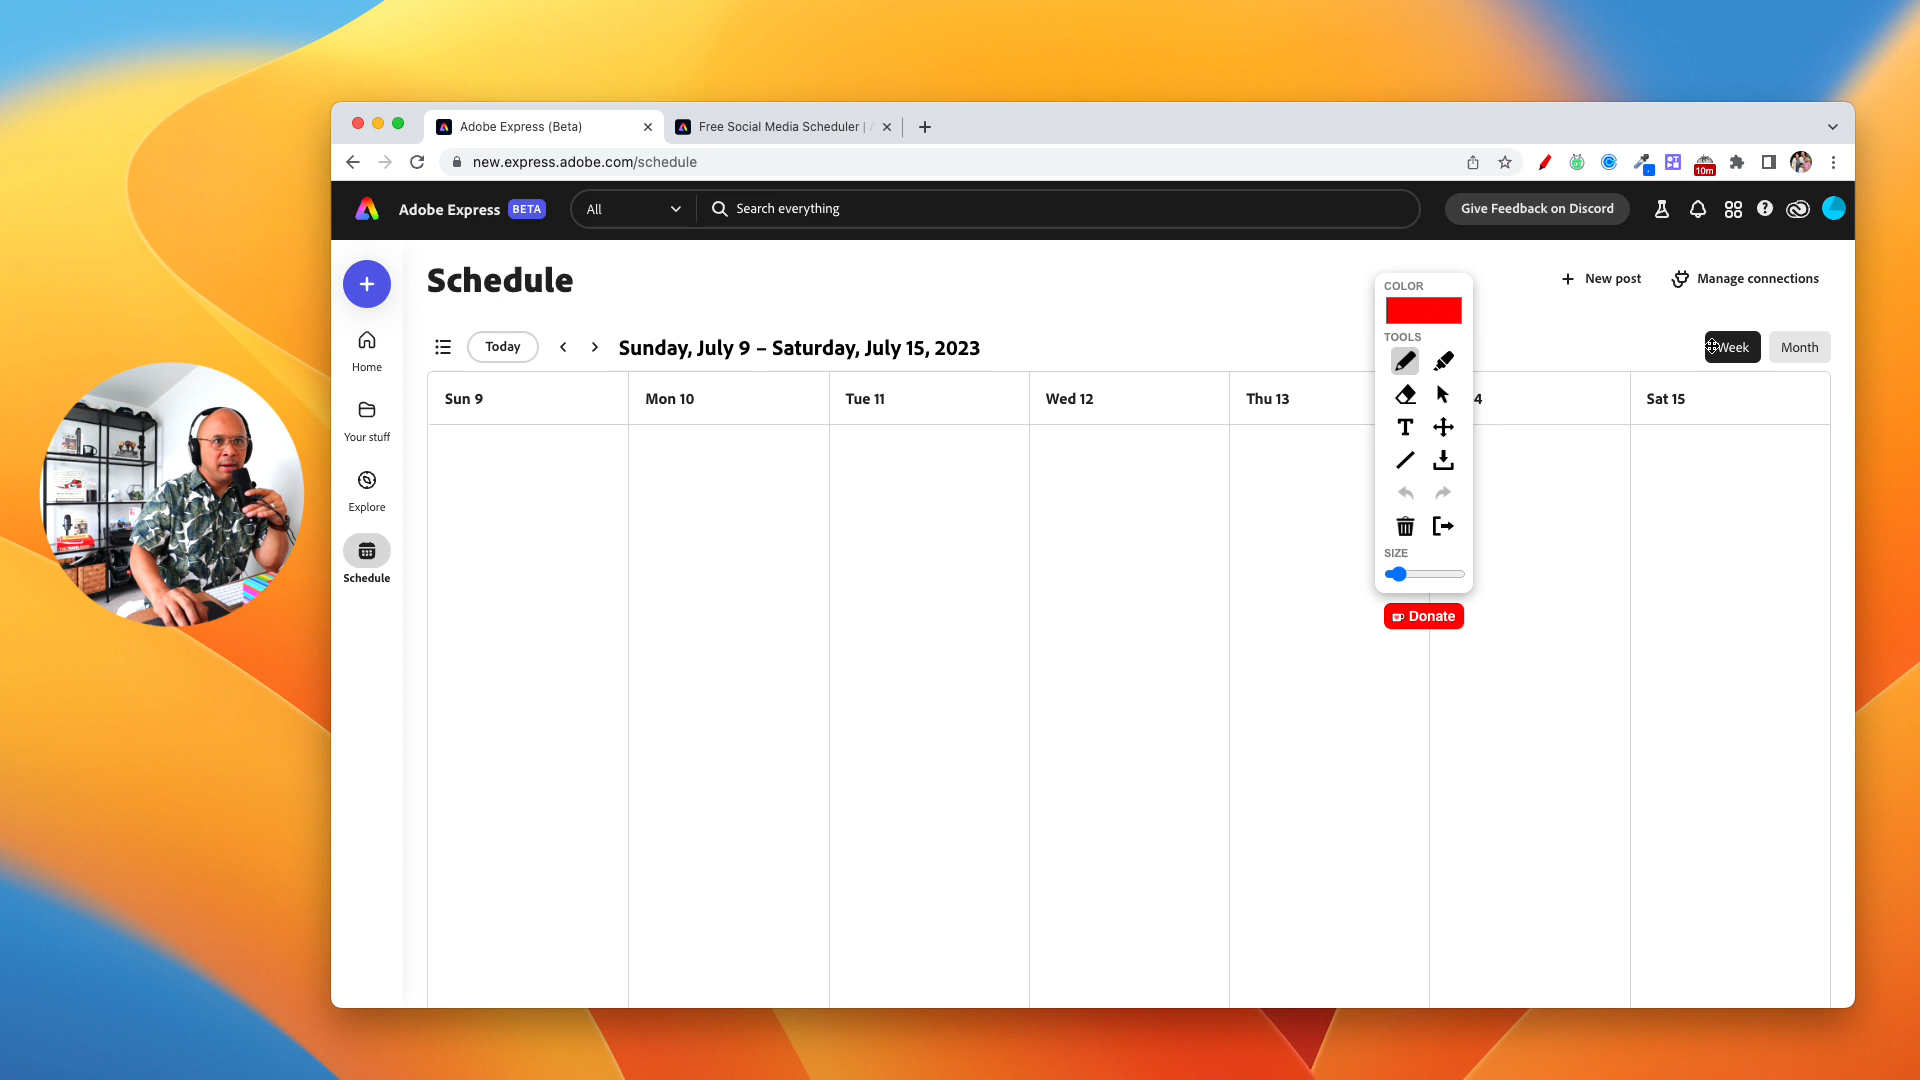 Adobe Express (Beta)
Free Social Media Scheduler |
new.express.adobe.com/schedule
10m
Adobe Express BETA
All
Search everything
Give Feedback on Discord
Schedule
New post
Manage connections
Home
Your stuff
Explore
Schedule
Today
Sunday, July 9 – Saturday, July 15, 2023
Week
Month
Sun 9
Mon 10
Tue 11
Wed 12
Thu 13
4
Sat 15
COLOR
TOOLS
SIZE
Donate